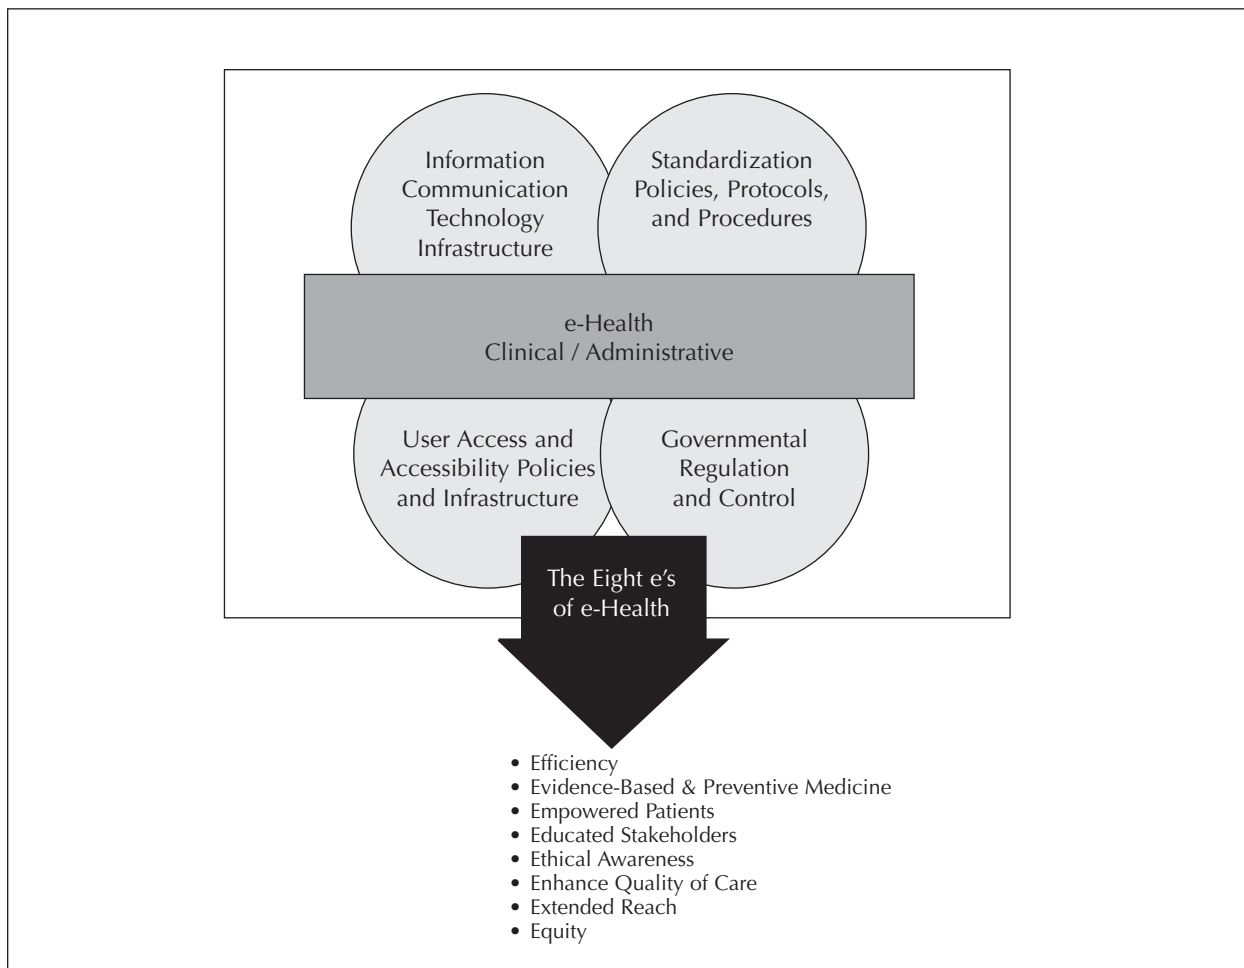 Information
Communication
Technology
Infrastructure
Standardization
Policies, Protocols,
and Procedures
e-Health
Clinical / Administrative
User Access and
Accessibility Policies
and Infrastructure
Governmental
Regulation
and Control
The Eight e's
of e-Health
• Efficiency
• Evidence-Based & Preventive Medicine
• Empowered Patients
• Educated Stakeholders
• Ethical Awareness
• Enhance Quality of Care
• Extended Reach
• Equity